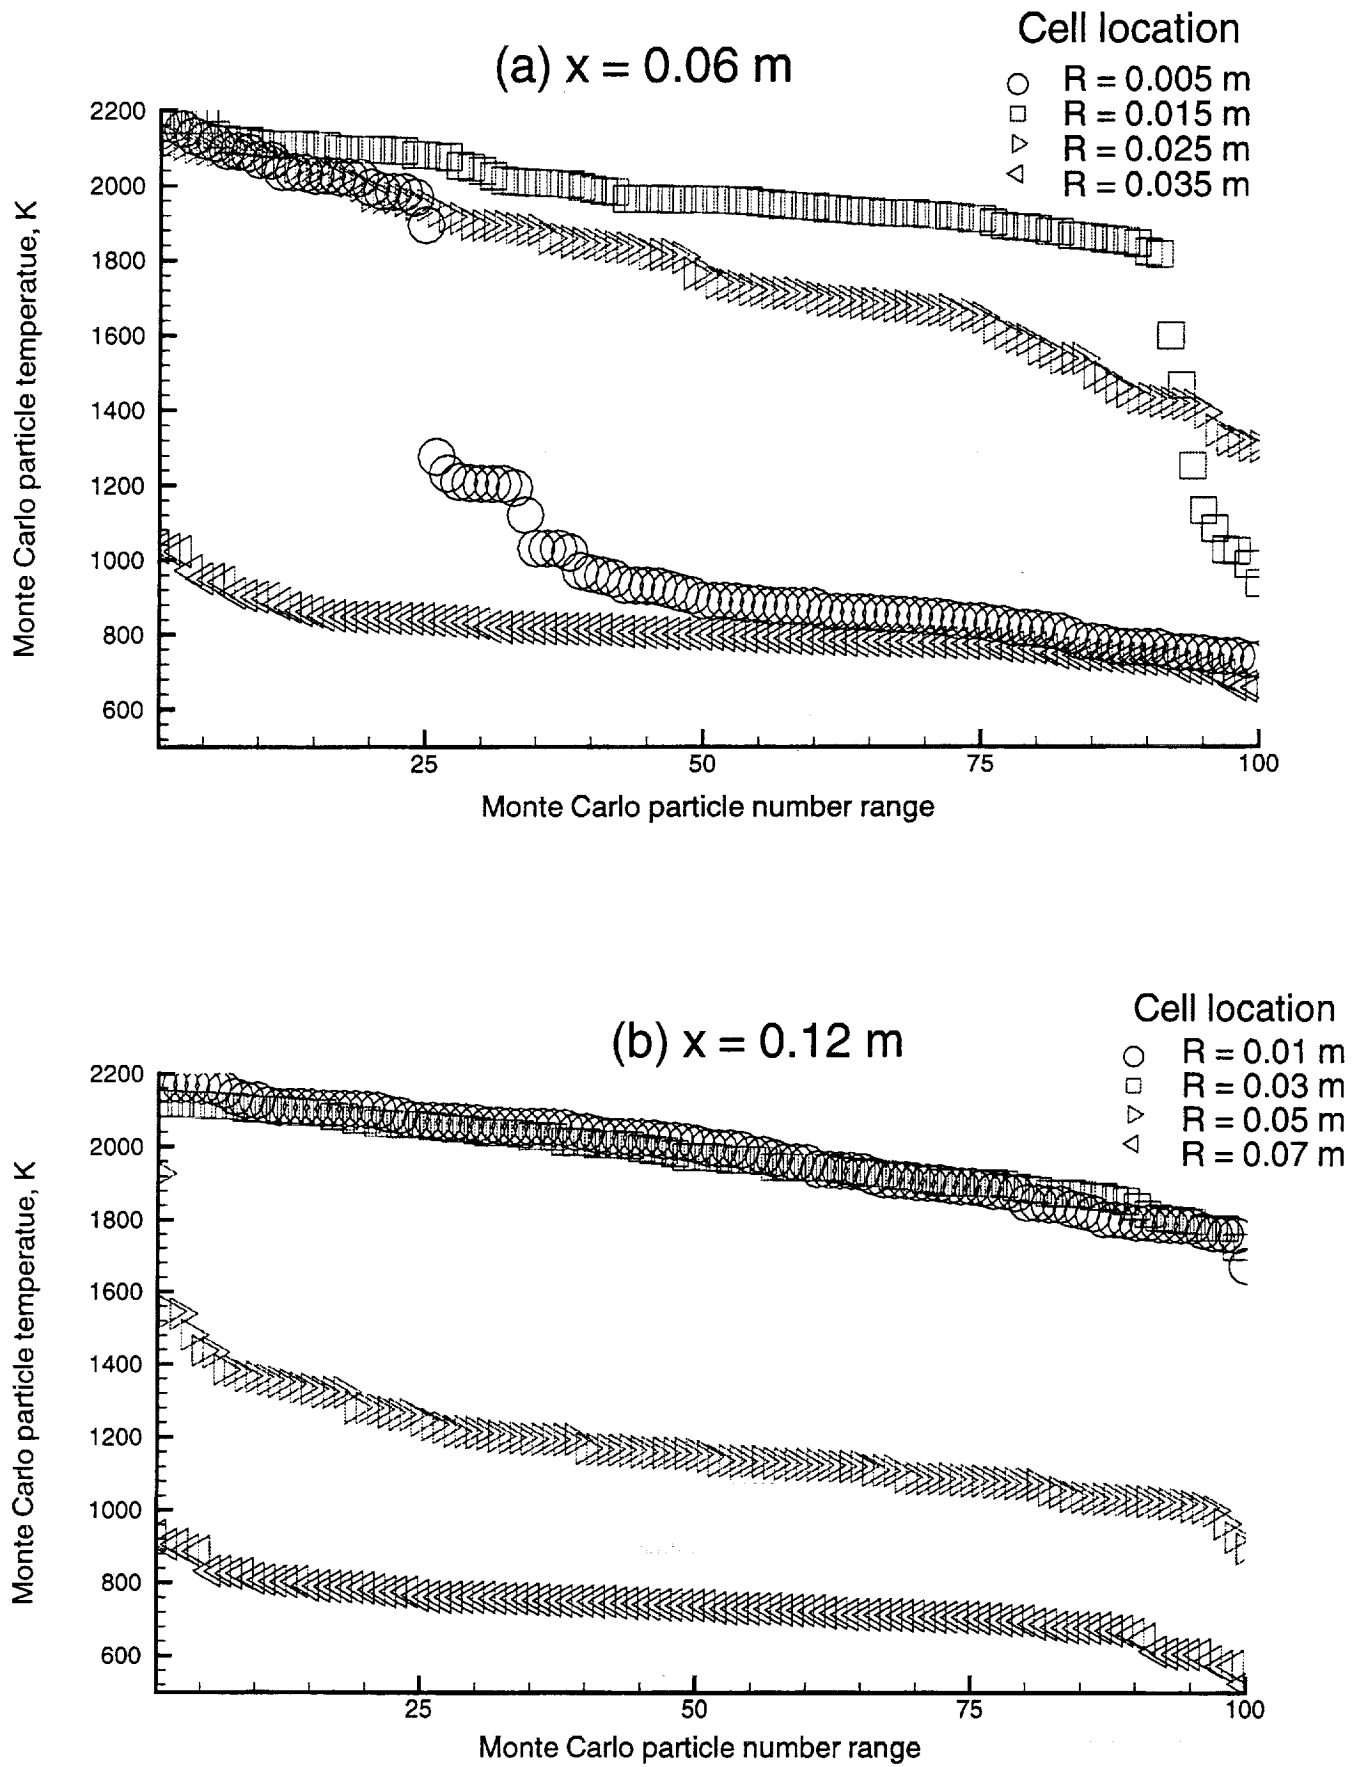 Cell location
(a) x = 0.06 m
R = 0.005 m
R = 0.015 m
R = 0.025 m
R = 0.035 m
Monte Carlo particle temperatue, K
2200
2000
1800
1600
1400
1200
1000
800
600
25 50 75 100
Monte Carlo particle number range
Cell location
(b) x = 0.12 m
R = 0.01 m
R = 0.03 m
R = 0.05 m
R = 0.07 m
Monte Carlo particle temperatue, K
2200
2000
1800
1600
1400
1200
1000
800
600
25 50 75 100
Monte Carlo particle number range